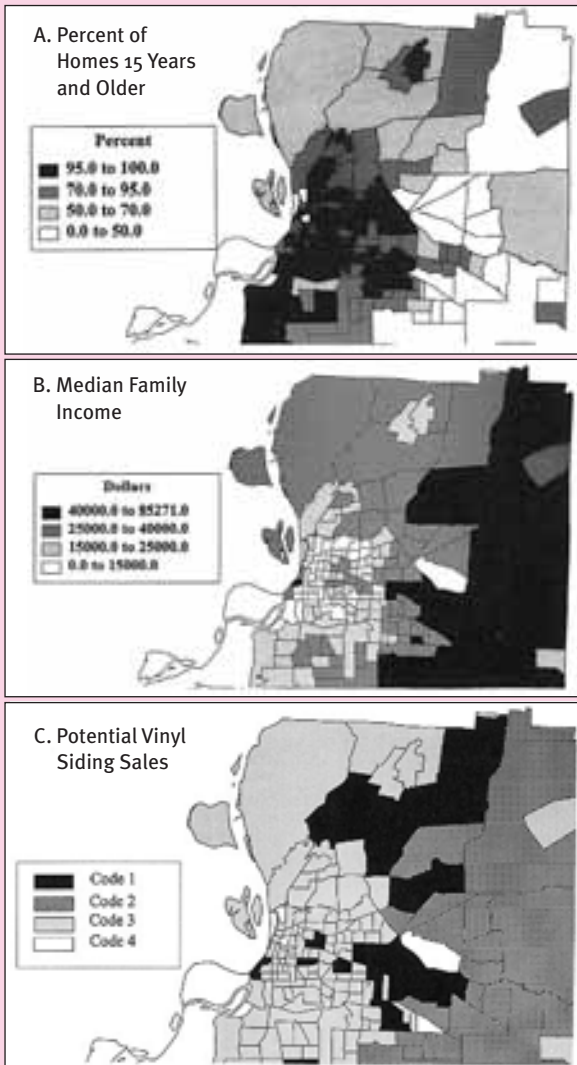 A. Percent of
Homes 15 Years
and Older
Percent
95.0 to 100.0
70.0 to 95.0
50.0 to 70.0
0.0 to 50.0
B. Median Family
Income
Dollars
40000.0 to 85271.0
25000.0 to 40000.0
15000.0 to 25000.0
0.0 to 15000.0
C. Potential Vinyl
Siding Sales
Code 1
Code 2
Code 3
Code 4